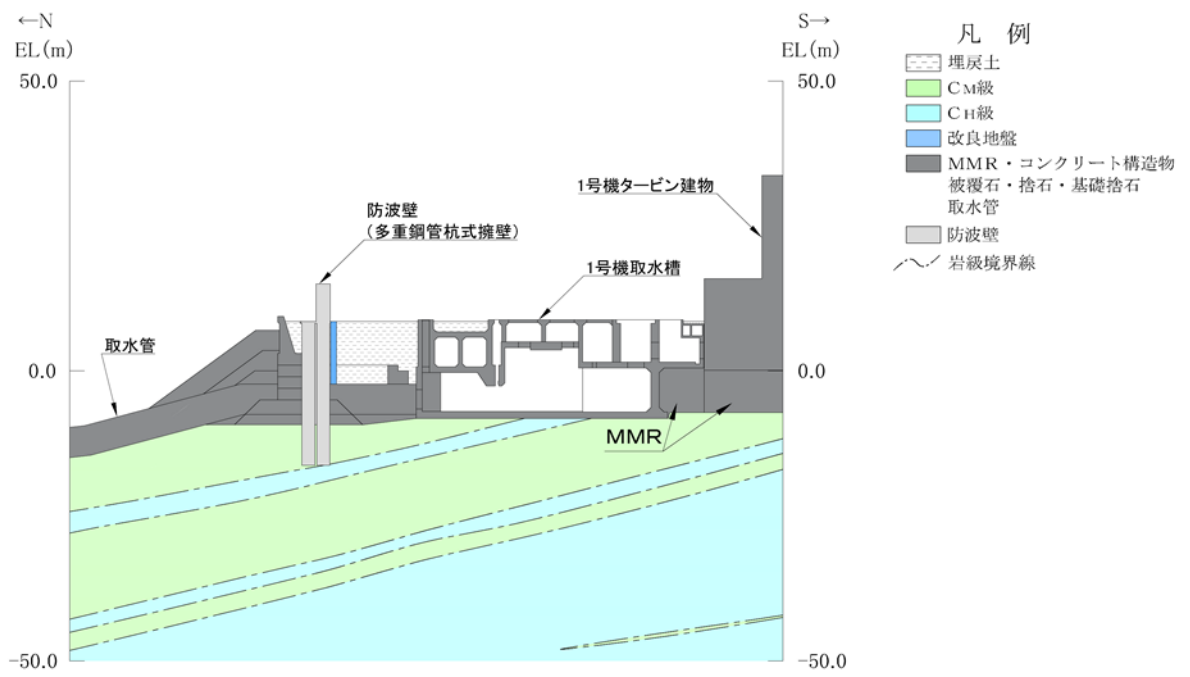 ←N
EL(m)
50.0
0.0
-50.0
S→
EL(m)
50.0
0.0
-50.0
防波壁
(多重鋼管杭式擁壁)
1号機タービン建物
1号機取水槽
取水管
MMR
凡 例
埋戻土
CM級
CH級
改良地盤
MMR・コンクリート構造物
被覆石・捨石・基礎捨石
取水管
防波壁
岩級境界線